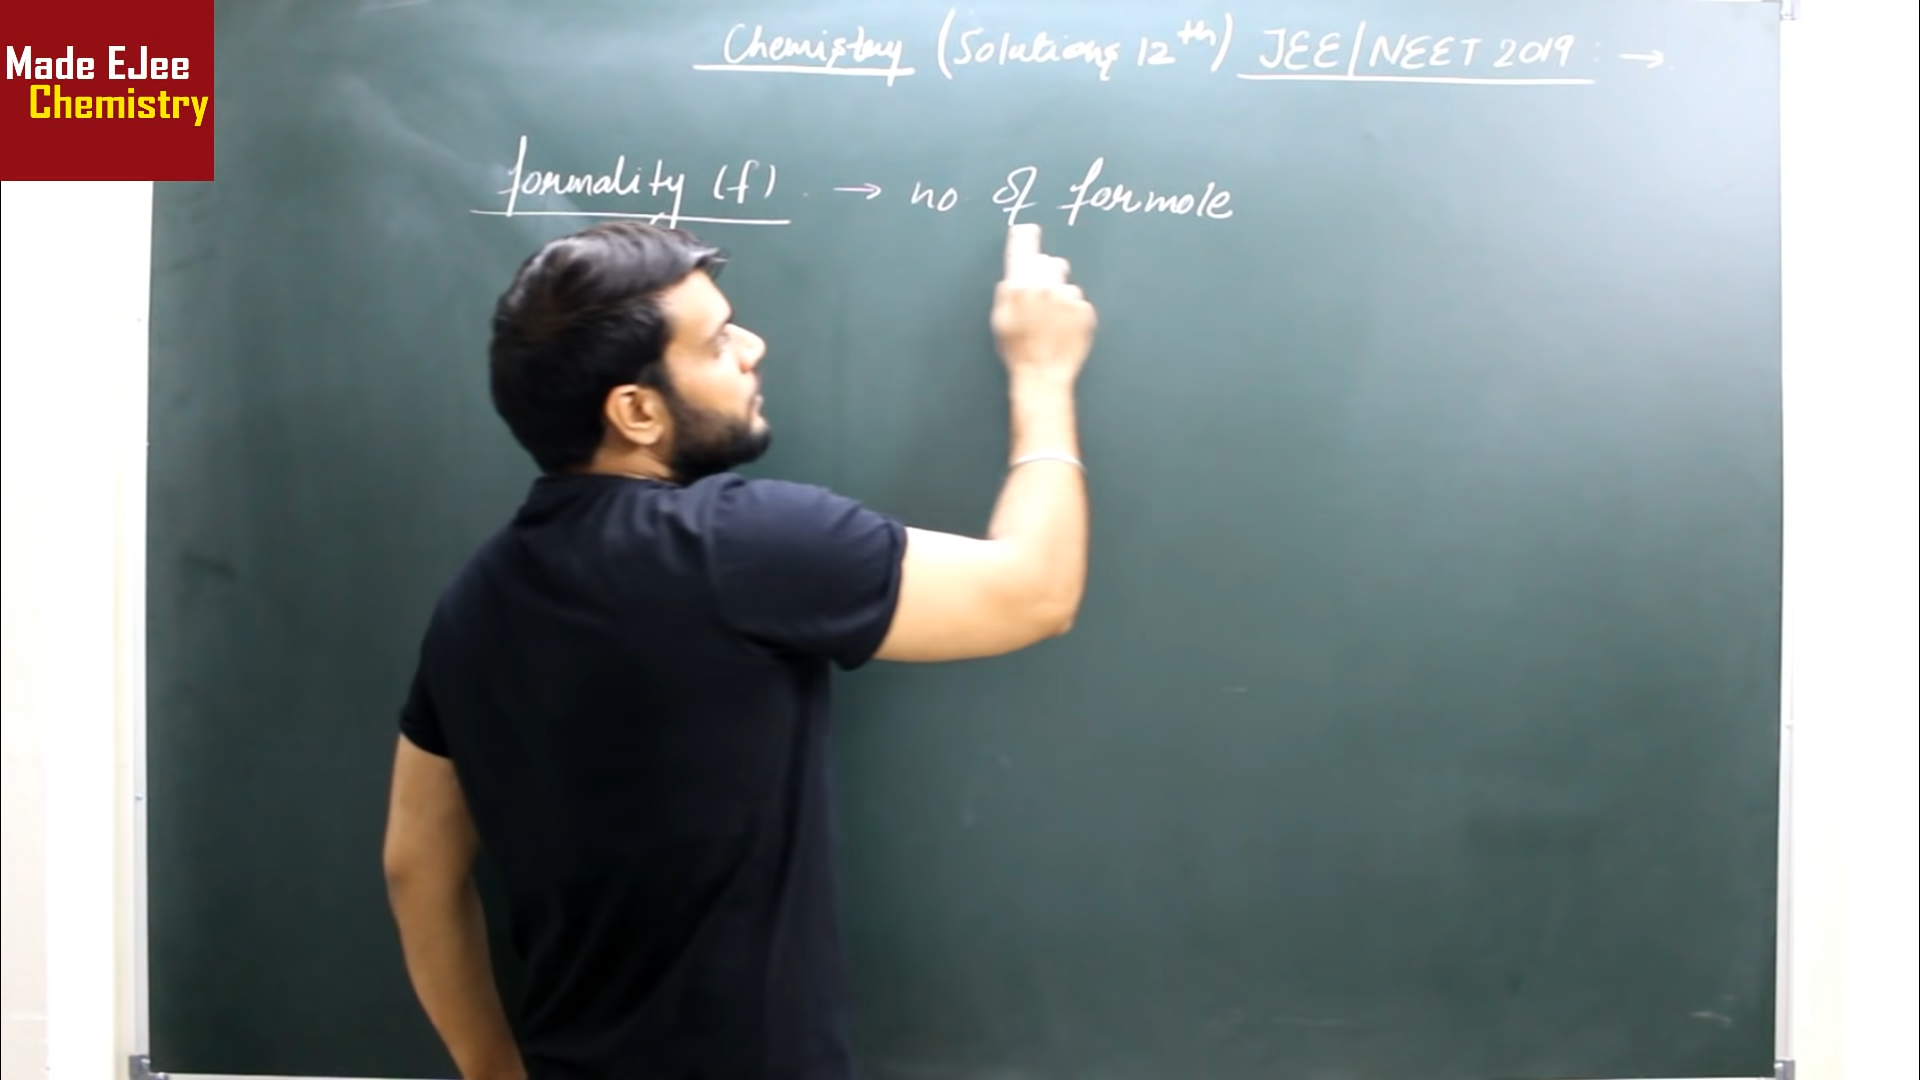 Made EJee
Chemistry
Chemistry (Solutions 12th) JEE/NEET 2019 : →
formality (f) . → no of formole